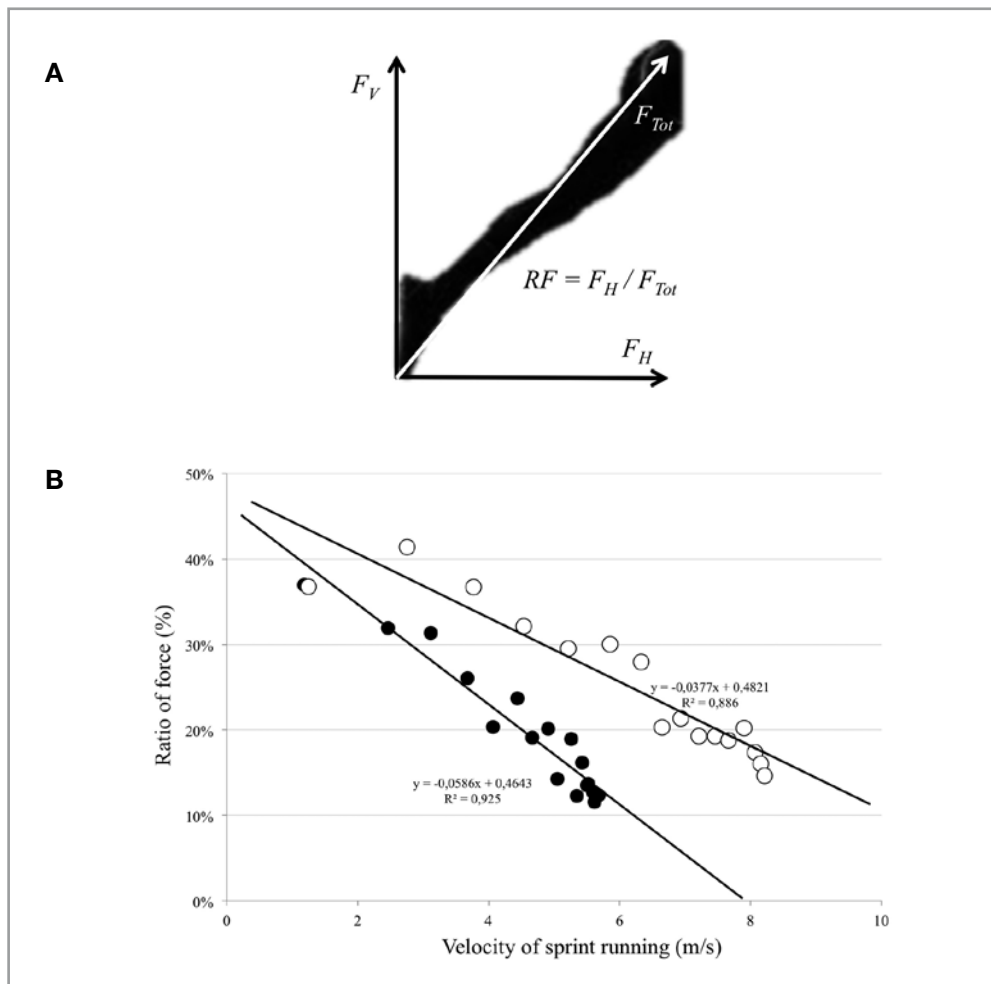 A
F_V
F_Tot
RF = F_H / F_Tot
F_H
B
50%
40%
30%
20%
10%
0%
Ratio of force (%)
y = -0,0377x + 0,4821
R² = 0,886
y = -0,0586x + 0,4643
R² = 0,925
0 2 4 6 8 10
Velocity of sprint running (m/s)